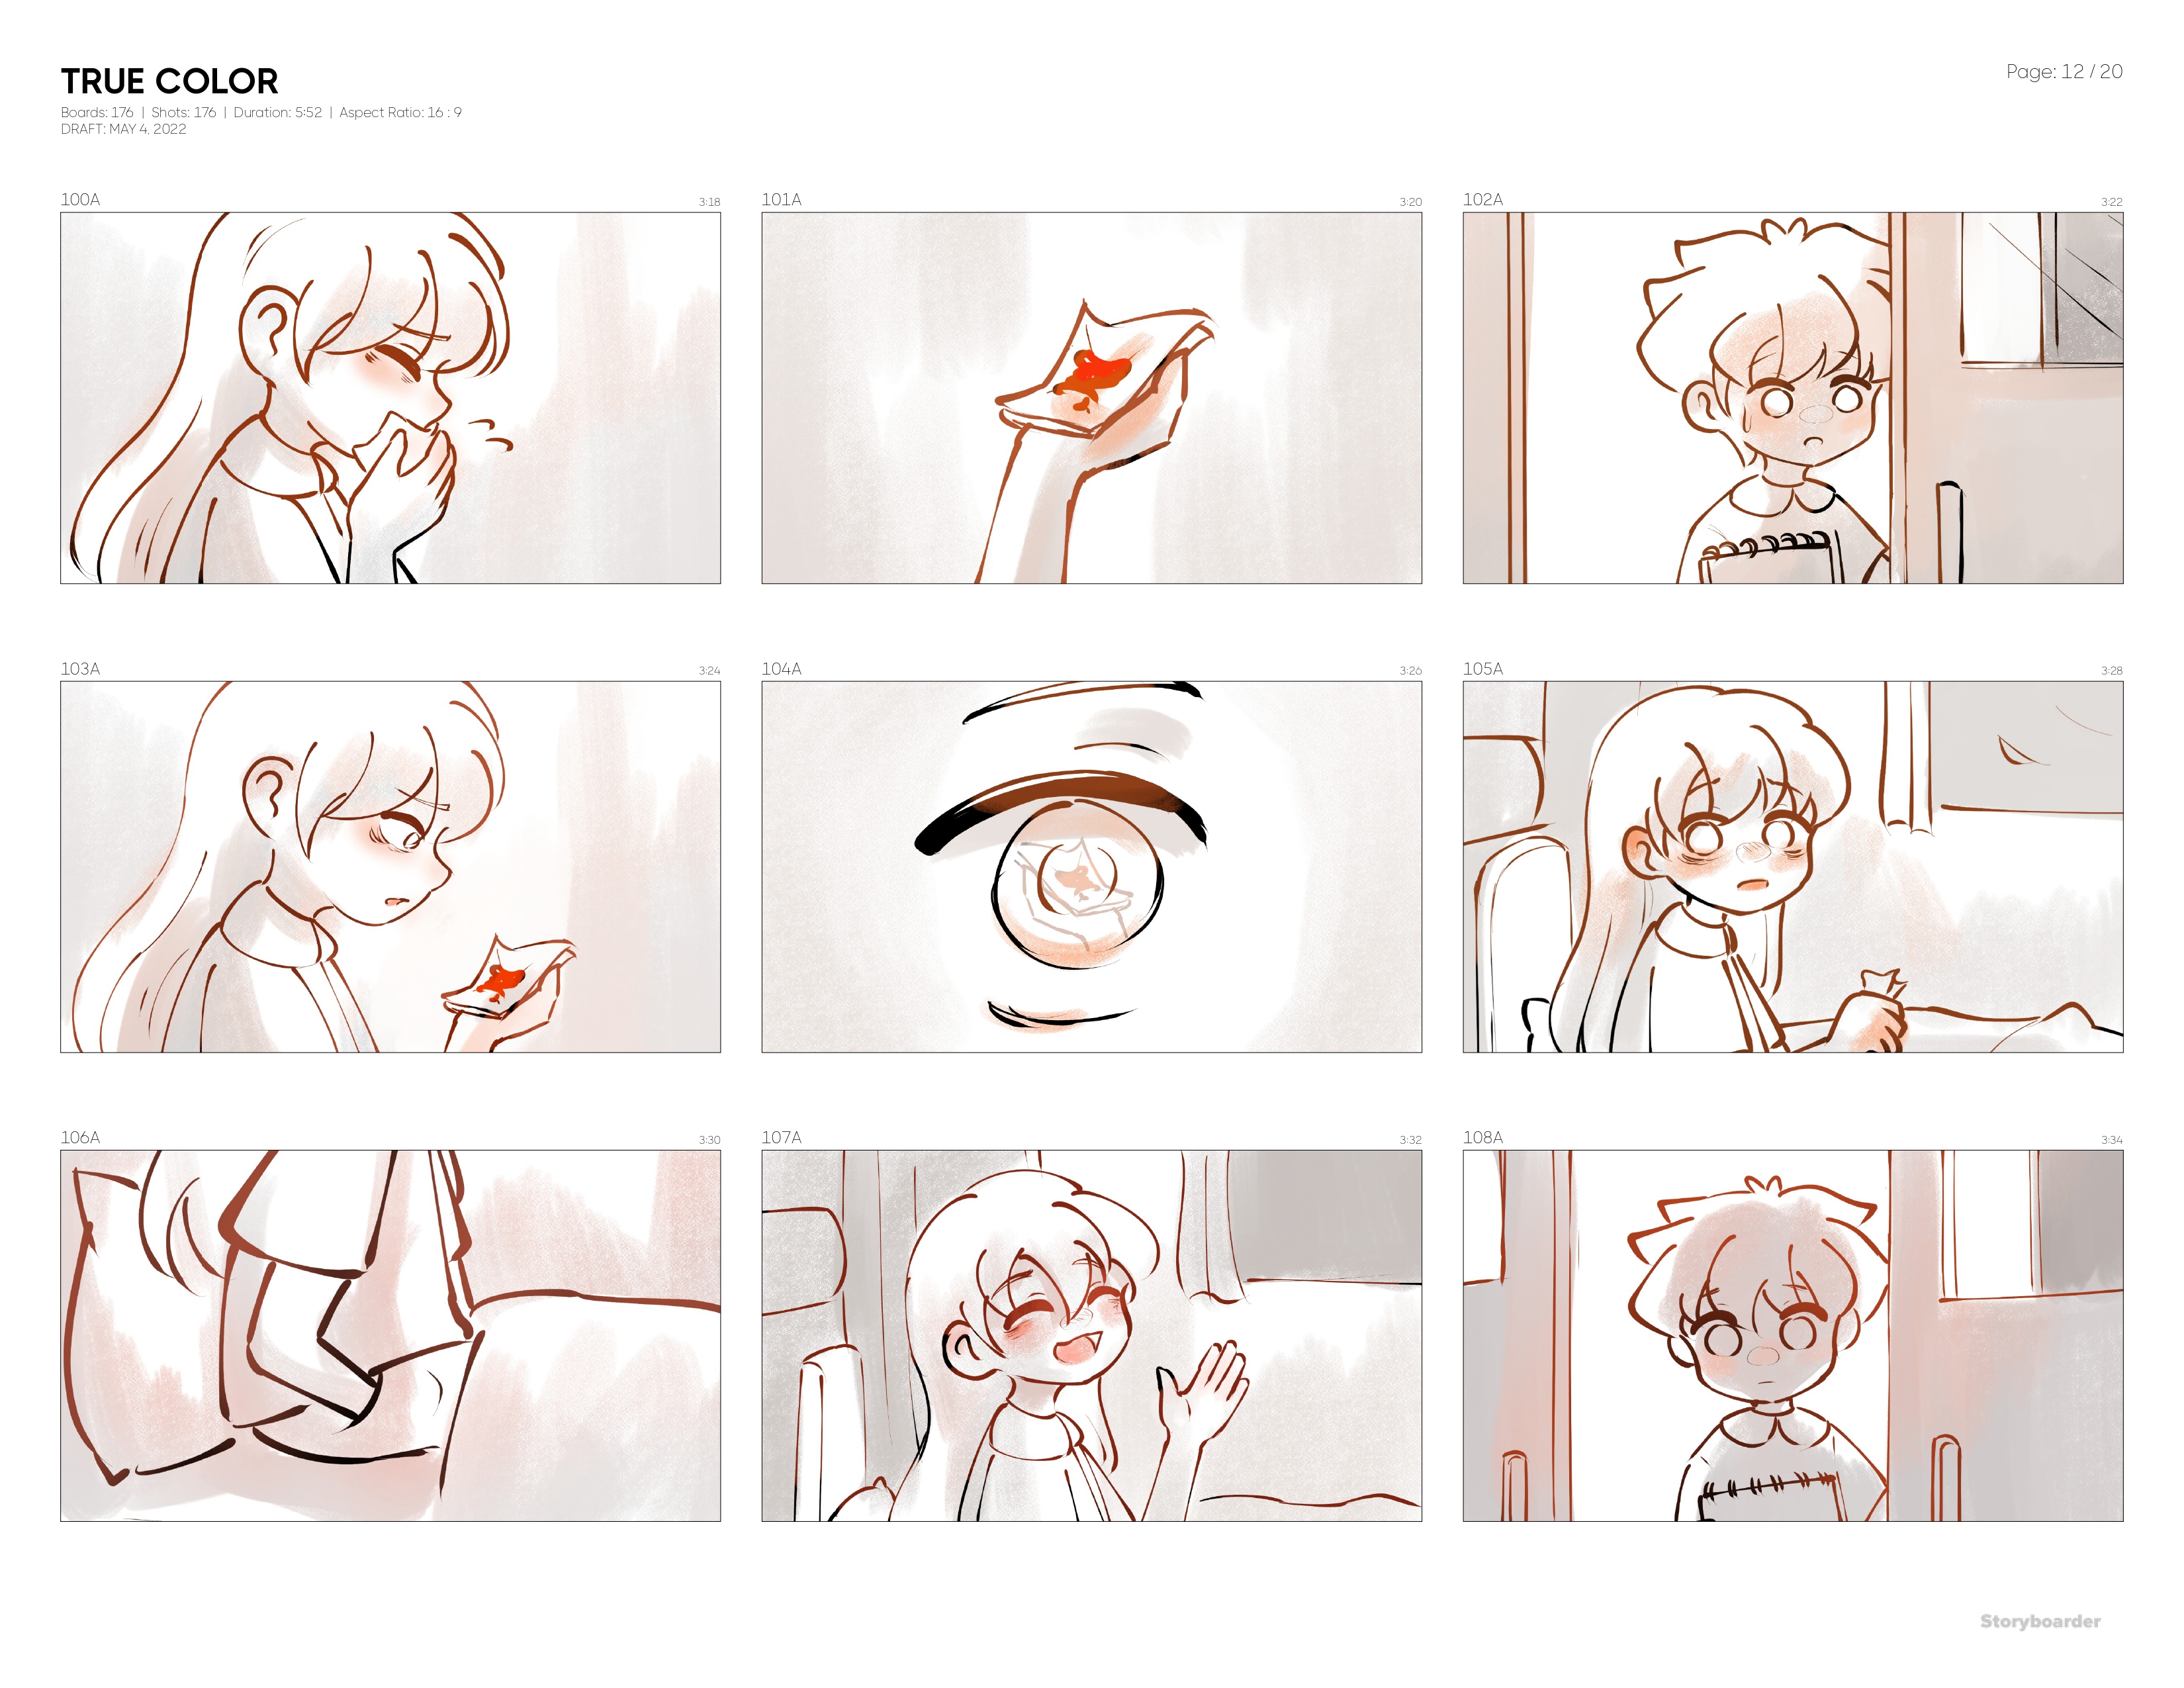 TRUE COLOR
Page: 12 / 20
Boards: 176 | Shots: 176 | Duration: 5:52 | Aspect Ratio: 16 : 9
DRAFT: MAY 4, 2022
100A 3:18
101A 3:20
102A 3:22
103A 3:24
104A 3:26
105A 3:28
106A 3:30
107A 3:32
108A 3:34
Storyboarder